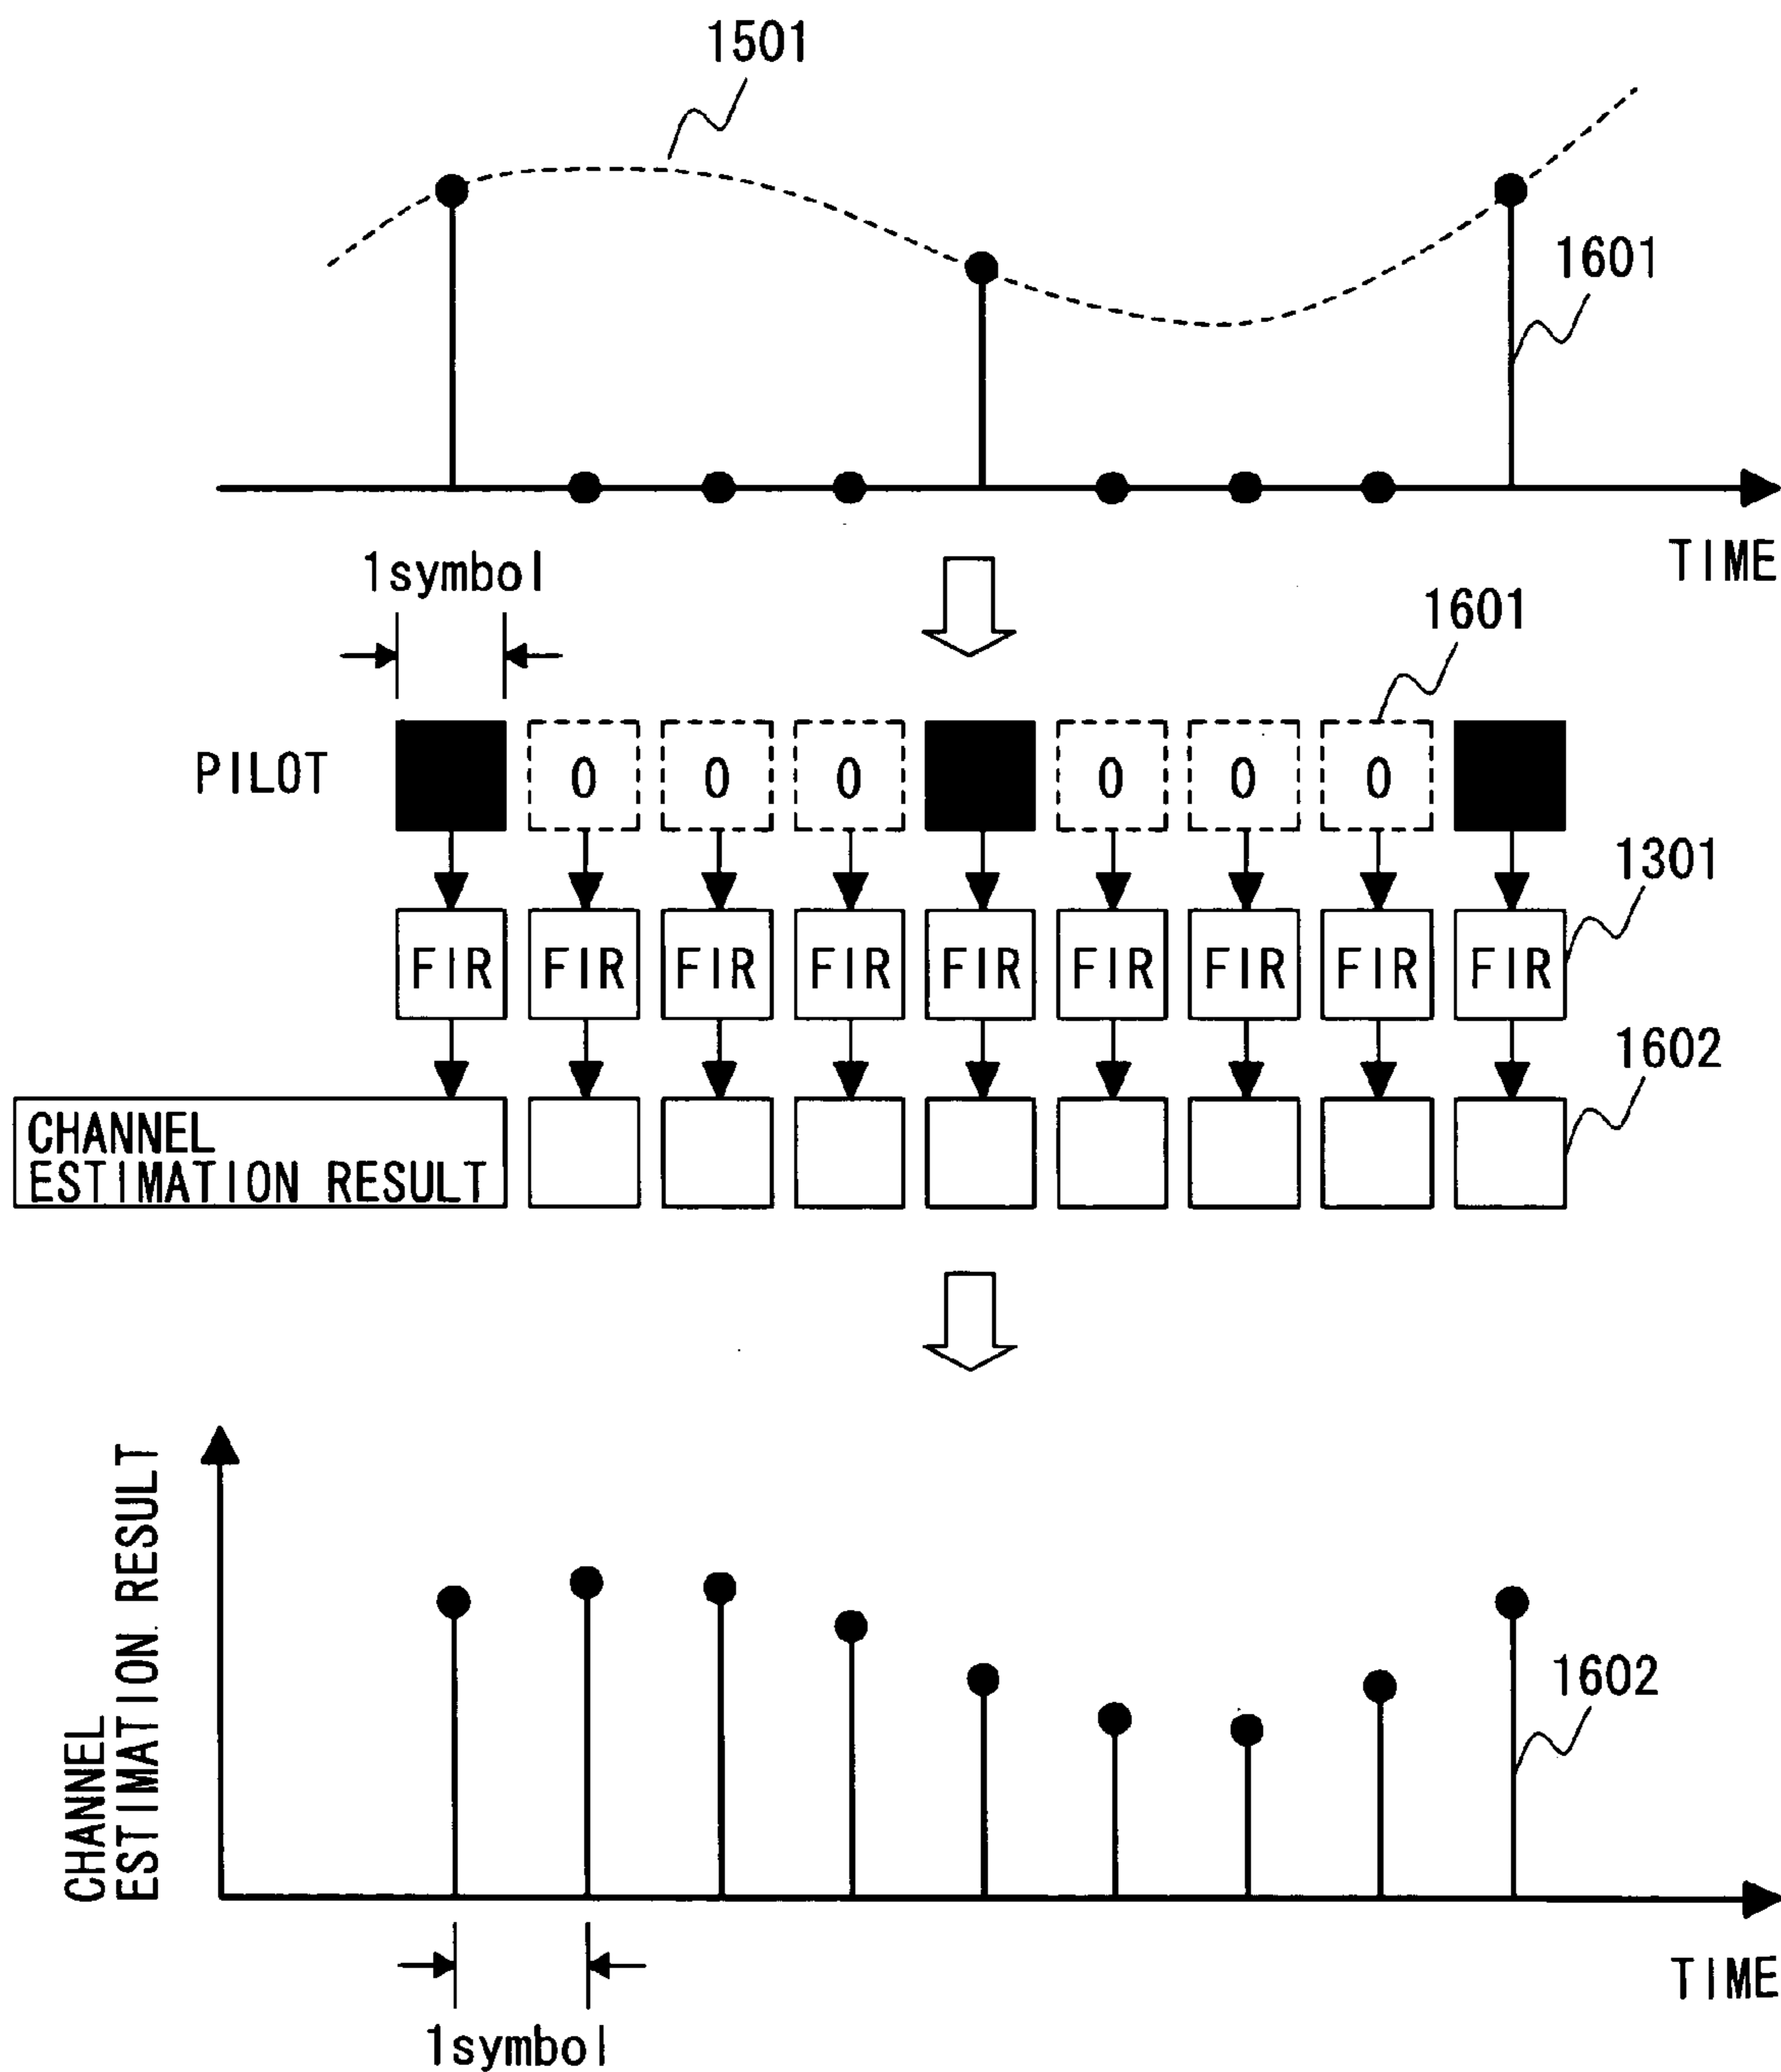 1501
1601
TIME
1symbol
1601
PILOT
0 0 0 0 0 0
1301
FIR FIR FIR FIR FIR FIR FIR FIR FIR
1602
CHANNEL
ESTIMATION RESULT
CHANNEL
ESTIMATION RESULT
1602
TIME
1symbol